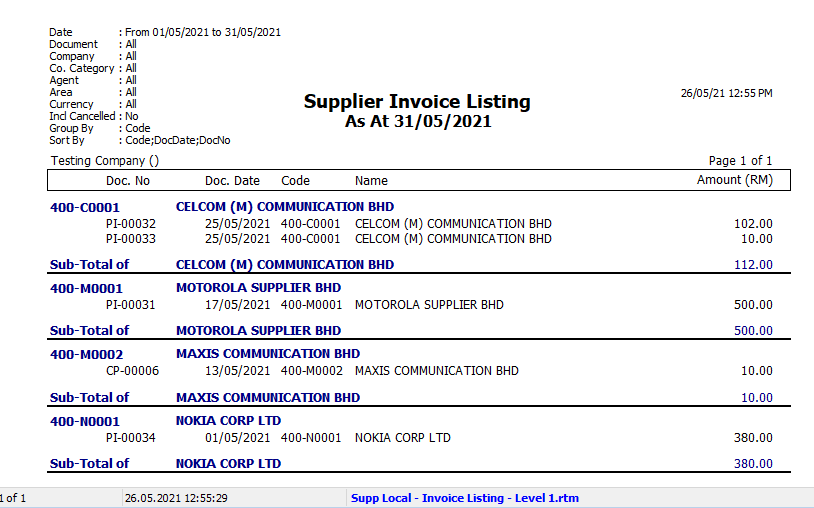 Date : From 01/05/2021 to 31/05/2021
Document : All
Company : All
Co. Category : All
Agent : All
Area : All
Currency : All
Incl Cancelled : No
Group By : Code
Sort By : Code;DocDate;DocNo
Supplier Invoice Listing
As At 31/05/2021
26/05/21 12:55 PM
Testing Company () Page 1 of 1
Doc. No Doc. Date Code Name Amount (RM)
400-C0001 CELCOM (M) COMMUNICATION BHD
PI-00032 25/05/2021 400-C0001 CELCOM (M) COMMUNICATION BHD 102.00
PI-00033 25/05/2021 400-C0001 CELCOM (M) COMMUNICATION BHD 10.00
Sub-Total of CELCOM (M) COMMUNICATION BHD 112.00
400-M0001 MOTOROLA SUPPLIER BHD
PI-00031 17/05/2021 400-M0001 MOTOROLA SUPPLIER BHD 500.00
Sub-Total of MOTOROLA SUPPLIER BHD 500.00
400-M0002 MAXIS COMMUNICATION BHD
CP-00006 13/05/2021 400-M0002 MAXIS COMMUNICATION BHD 10.00
Sub-Total of MAXIS COMMUNICATION BHD 10.00
400-N0001 NOKIA CORP LTD
PI-00034 01/05/2021 400-N0001 NOKIA CORP LTD 380.00
Sub-Total of NOKIA CORP LTD 380.00
1 of 1 26.05.2021 12:55:29 Supp Local - Invoice Listing - Level 1.rtm